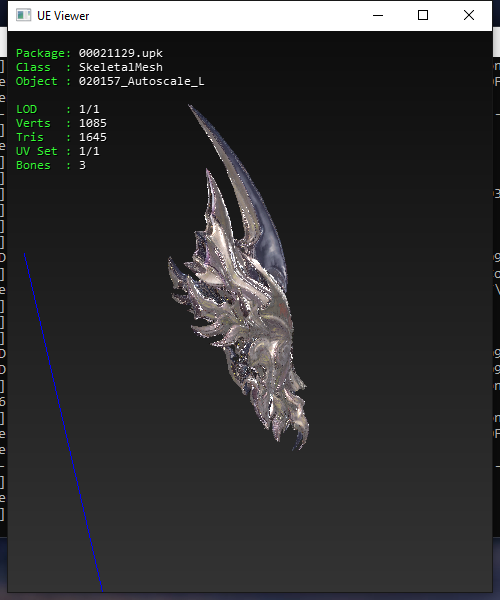 UE Viewer
Package: 00021129.upk
Class : SkeletalMesh
Object : 020157_Autoscale_L
LOD : 1/1
Verts : 1085
Tris : 1645
UV Set : 1/1
Bones : 3